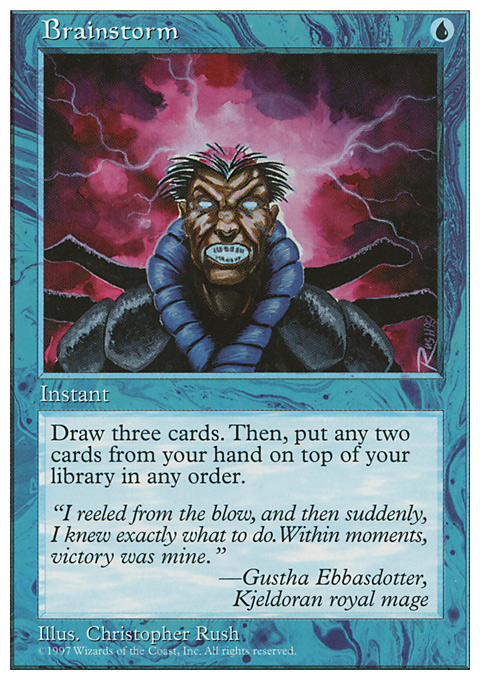 Brainstorm
Instant
Draw three cards. Then, put any two
cards from your hand on top of your
library in any order.
“I reeled from the blow, and then suddenly,
I knew exactly what to do. Within moments,
victory was mine.”
—Gustha Ebbasdotter,
Kjeldoran royal mage
Illus. Christopher Rush
©1997 Wizards of the Coast, Inc. All rights reserved.